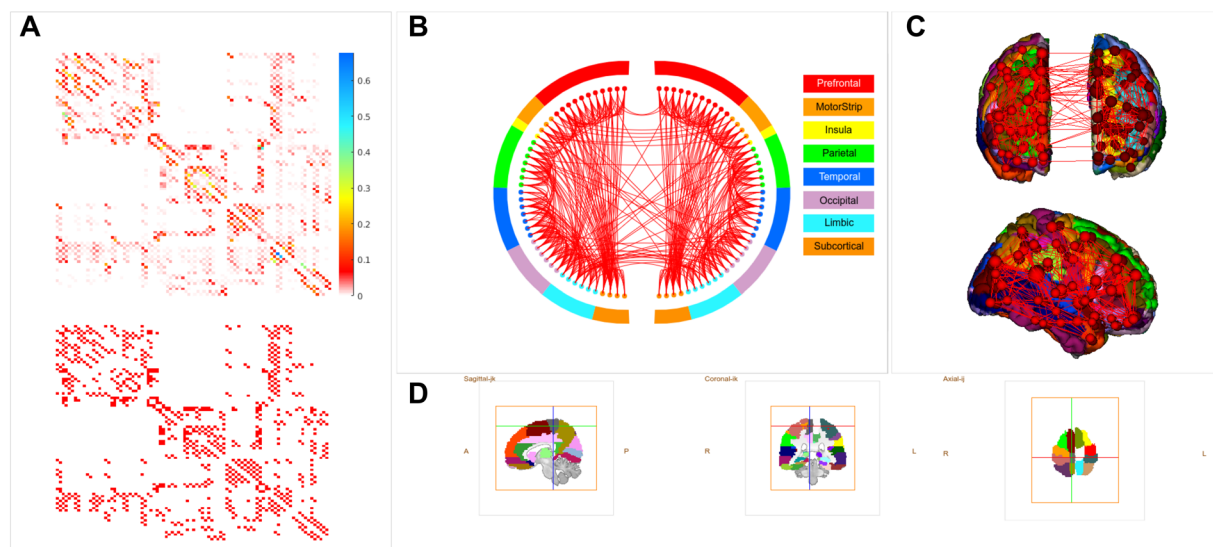 A
0.6
0.5
0.4
0.3
0.2
0.1
0
B
Prefrontal
MotorStrip
Insula
Parietal
Temporal
Occipital
Limbic
Subcortical
C
D
Sagittel-jk
A
P
Coronal-ik
R
L
Axial-ij
R
L